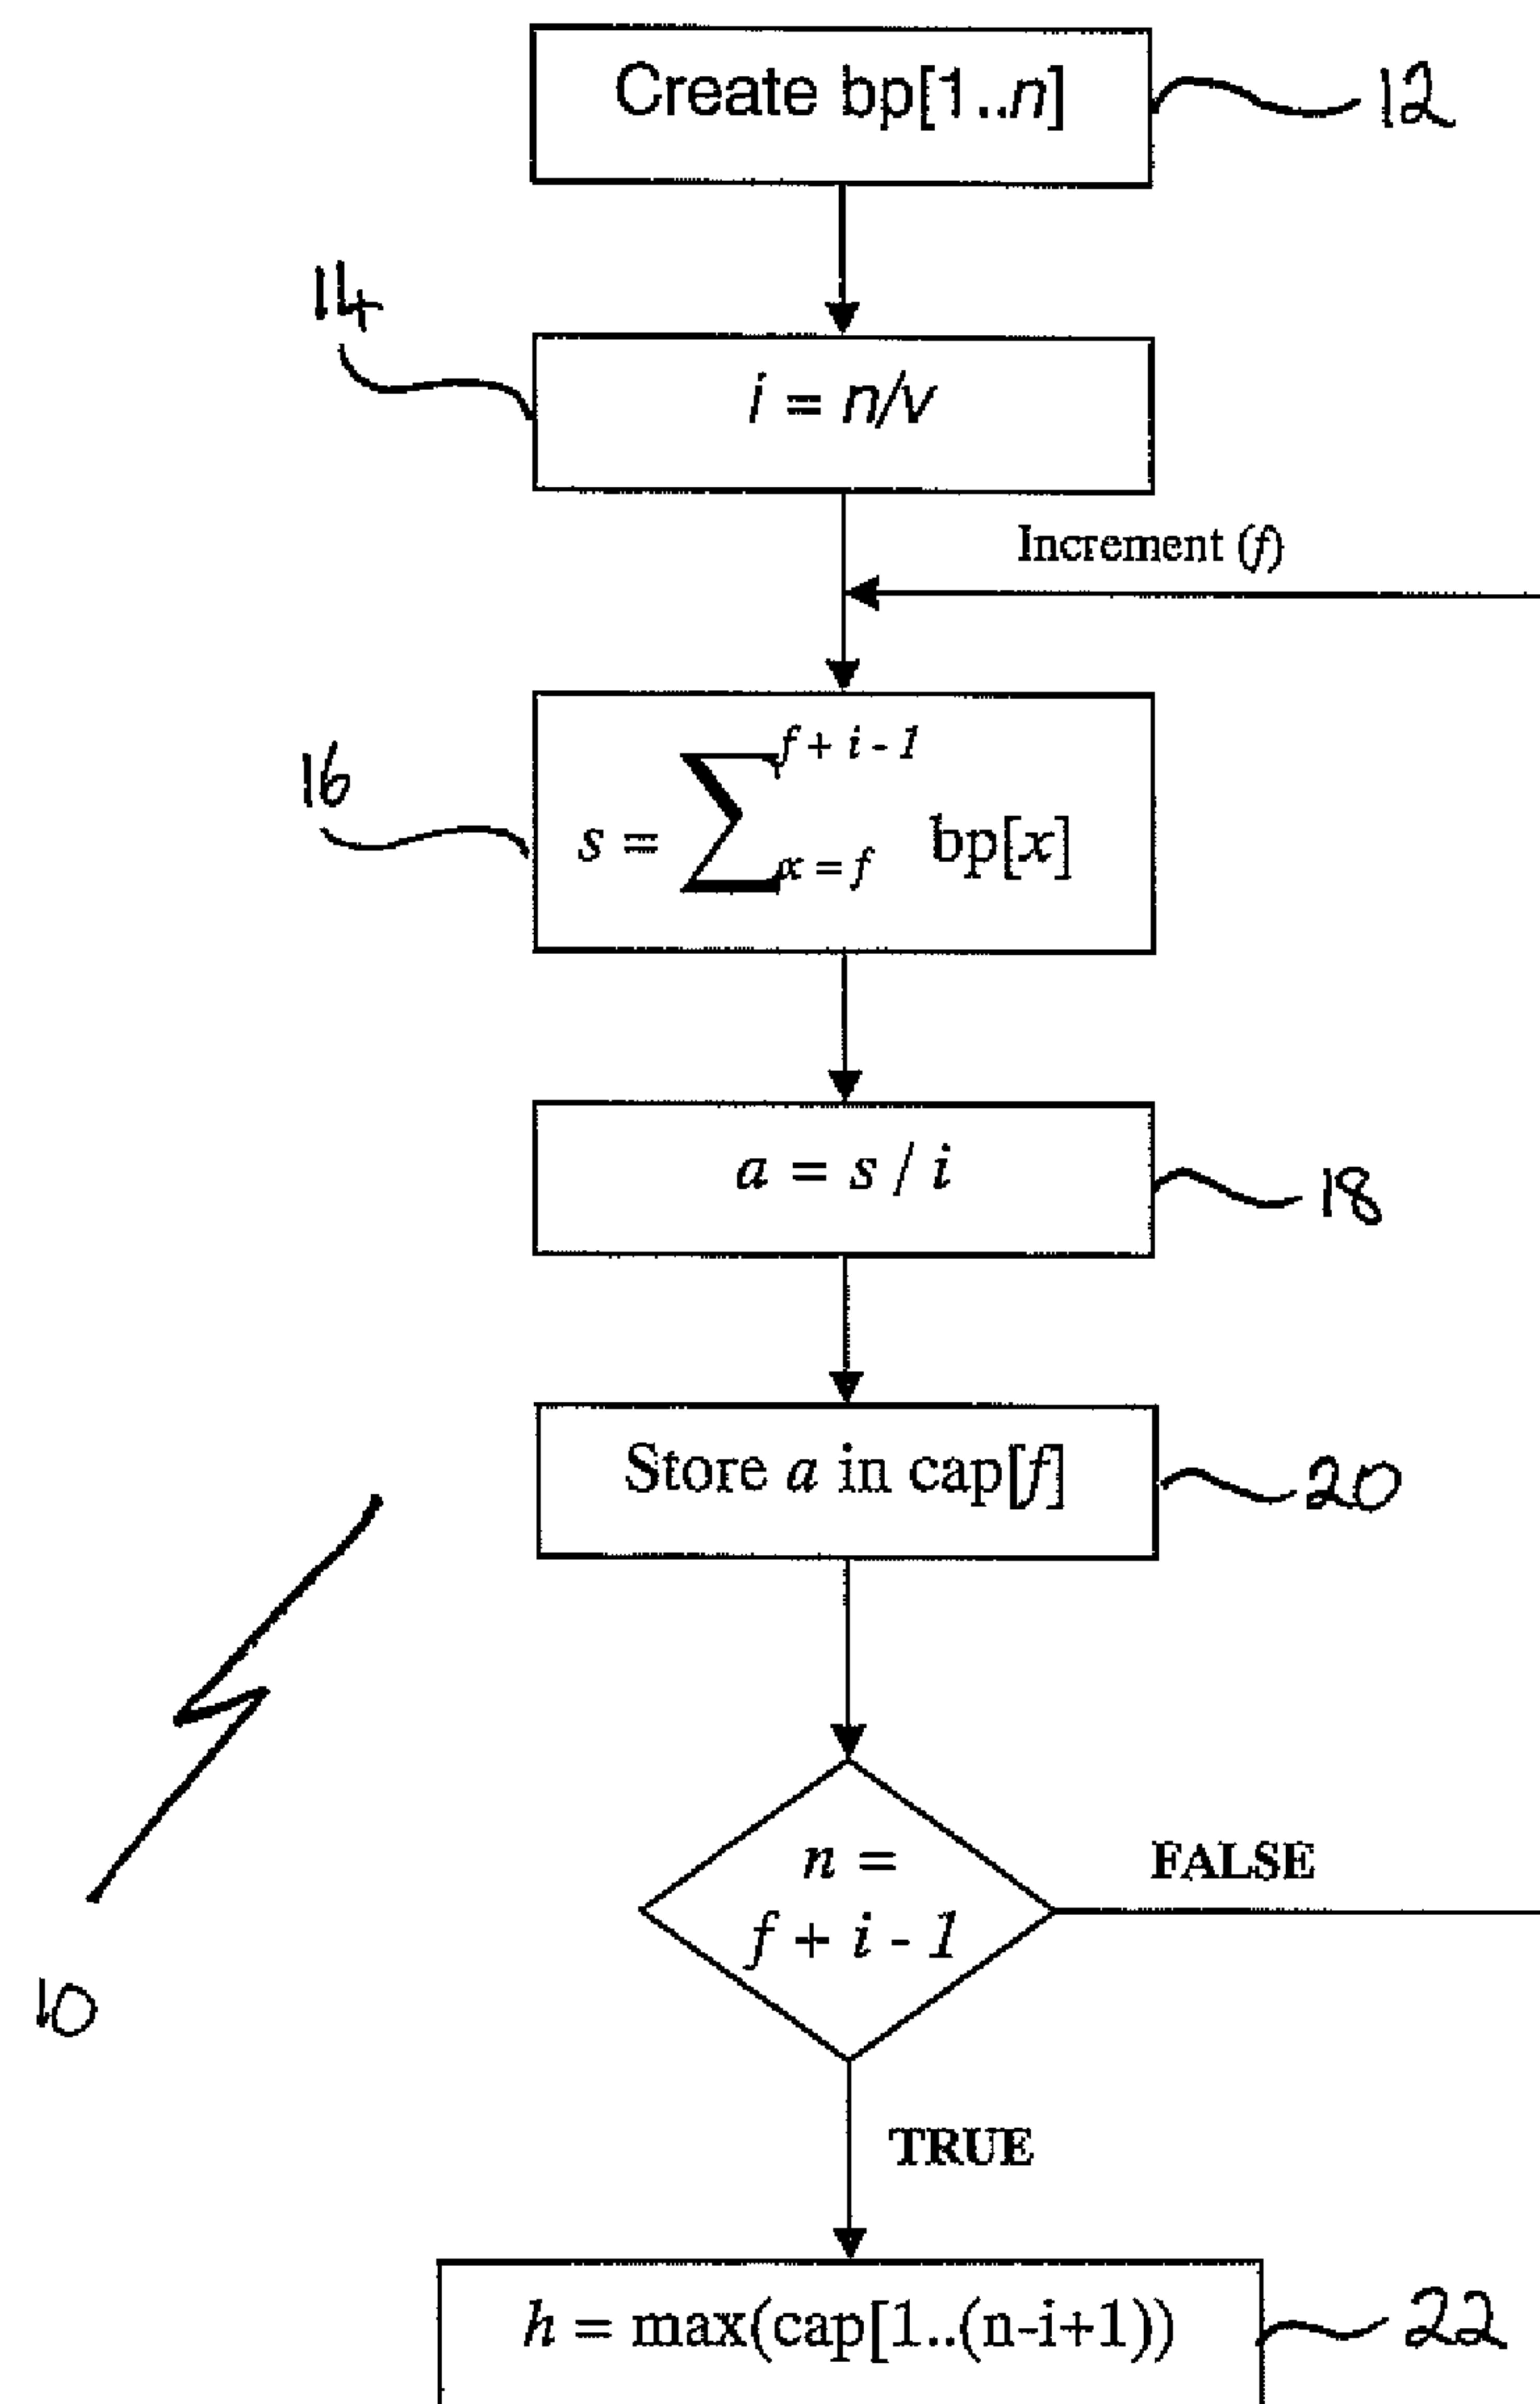 Create bp[1..n]
12
14
i = n/v
Increment (f)
16
f + i - 1
s = ∑ bp[x]
x = f
a = s / i
18
Store a in cap[f]
20
n =
f + i - 1
FALSE
10
TRUE
h = max(cap[1..(n-i+1))
22